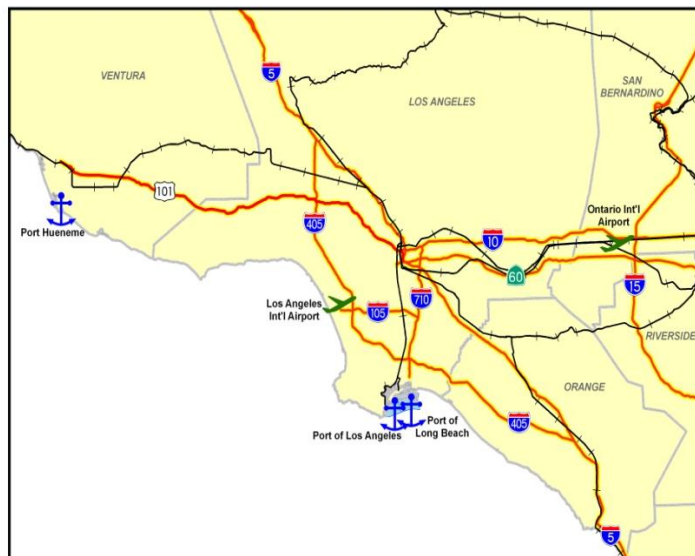 5
VENTURA
LOS ANGELES
SAN
BERNARDINO
101
Port Hueneme
405
Ontario Int'l
Airport
10
60
15
Los Angeles
Int'l Airport
105
710
RIVERSIDE
ORANGE
Port of Los Angeles
Port of
Long Beach
405
5